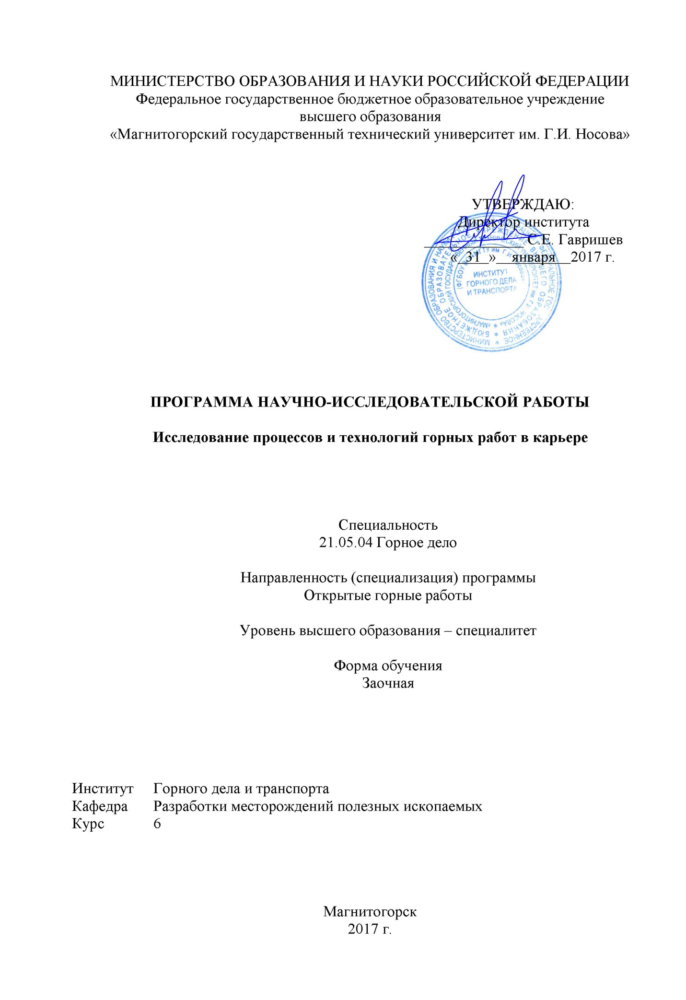 МИНИСТЕРСТВО ОБРАЗОВАНИЯ И НАУКИ РОССИЙСКОЙ ФЕДЕРАЦИИ
Федеральное государственное бюджетное образовательное учреждение
высшего образования
«Магнитогорский государственный технический университет им. Г.И. Носова»
УТВЕРЖДАЮ:
Директор института
_____________ С.Е. Гавришев
«_31_»__января__2017 г.
ИНСТИТУТ
ГОРНОГО ДЕЛА
И ТРАНСПОРТА
ПРОГРАММА НАУЧНО-ИССЛЕДОВАТЕЛЬСКОЙ РАБОТЫ
Исследование процессов и технологий горных работ в карьере
Специальность
21.05.04 Горное дело
Направленность (специализация) программы
Открытые горные работы
Уровень высшего образования – специалитет
Форма обучения
Заочная
Институт Горного дела и транспорта
Кафедра Разработки месторождений полезных ископаемых
Курс 6
Магнитогорск
2017 г.